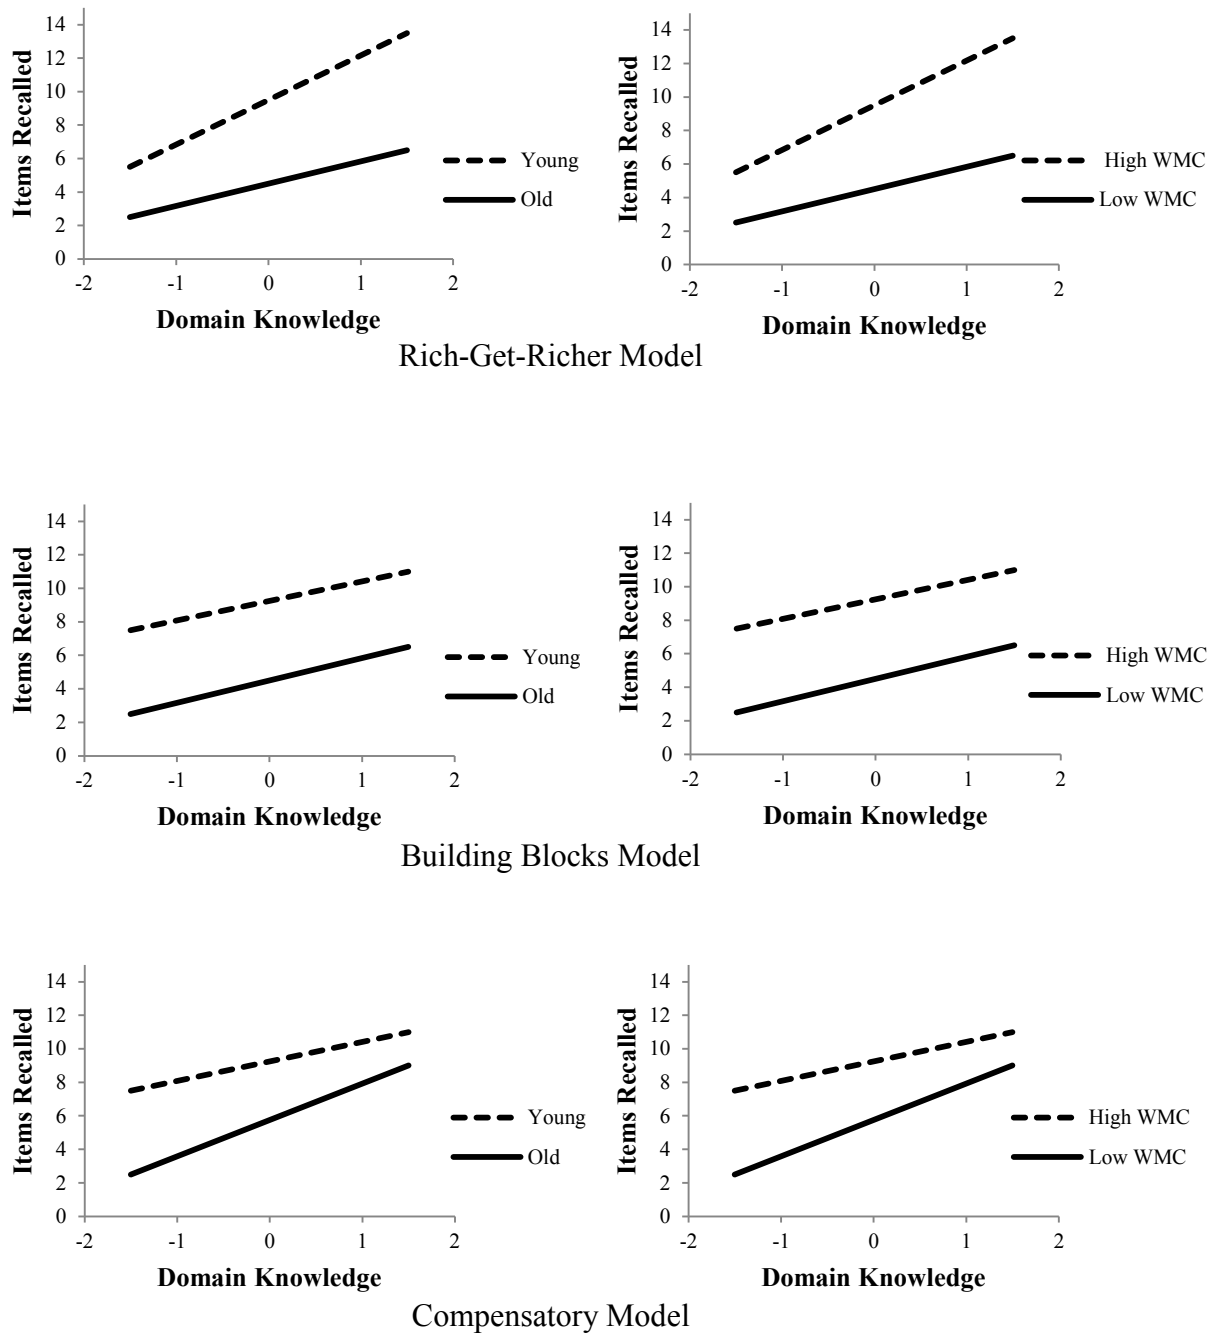 14
12
10
8
6
4
2
0
-2
-1
0
1
2
Items Recalled
Domain Knowledge
Young
Old
14
12
10
8
6
4
2
0
-2
-1
0
1
2
Items Recalled
Domain Knowledge
High WMC
Low WMC
Rich-Get-Richer Model
14
12
10
8
6
4
2
0
-2
-1
0
1
2
Items Recalled
Domain Knowledge
Young
Old
14
12
10
8
6
4
2
0
-2
-1
0
1
2
Items Recalled
Domain Knowledge
High WMC
Low WMC
Building Blocks Model
14
12
10
8
6
4
2
0
-2
-1
0
1
2
Items Recalled
Domain Knowledge
Young
Old
14
12
10
8
6
4
2
0
-2
-1
0
1
2
Items Recalled
Domain Knowledge
High WMC
Low WMC
Compensatory Model